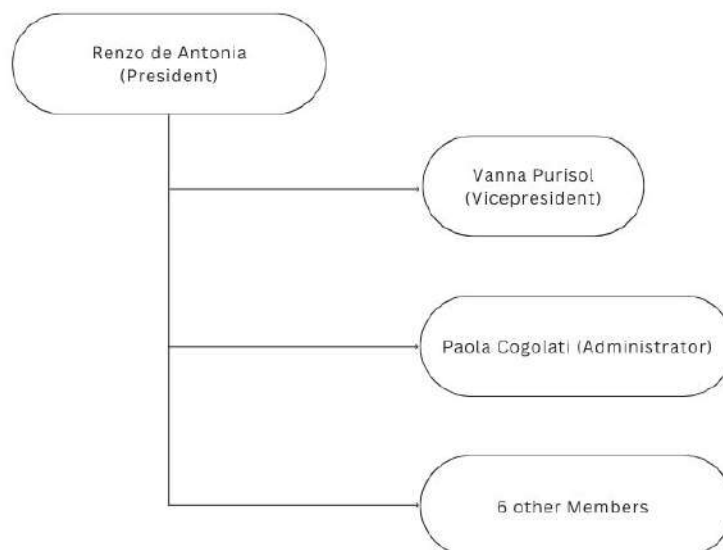 Renzo de Antonia
(President)
Vanna Purisol
(Vicepresident)
Paola Cogolati (Administrator)
6 other Members